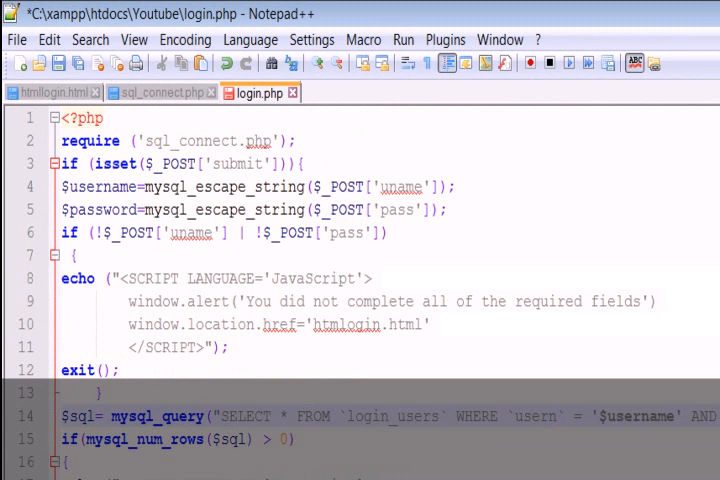 *C:\xampp\htdocs\Youtube\login.php - Notepad++
File Edit Search View Encoding Language Settings Macro Run Plugins Window ?
htmllogin.html sql_connect.php login.php
1 <?php
2 require ('sql_connect.php');
3 if (isset($_POST['submit'])){
4 $username=mysql_escape_string($_POST['uname']);
5 $password=mysql_escape_string($_POST['pass']);
6 if (!$_POST['uname'] | !$_POST['pass'])
7 {
8 echo ("<SCRIPT LANGUAGE='JavaScript'>
9 window.alert('You did not complete all of the required fields')
10 window.location.href='htmlogin.html'
11 </SCRIPT>");
12 exit();
13 }
14 $sql= mysql_query("SELECT * FROM `login_users` WHERE `usern` = '$username' AND
15 if(mysql_num_rows($sql) > 0)
16 {